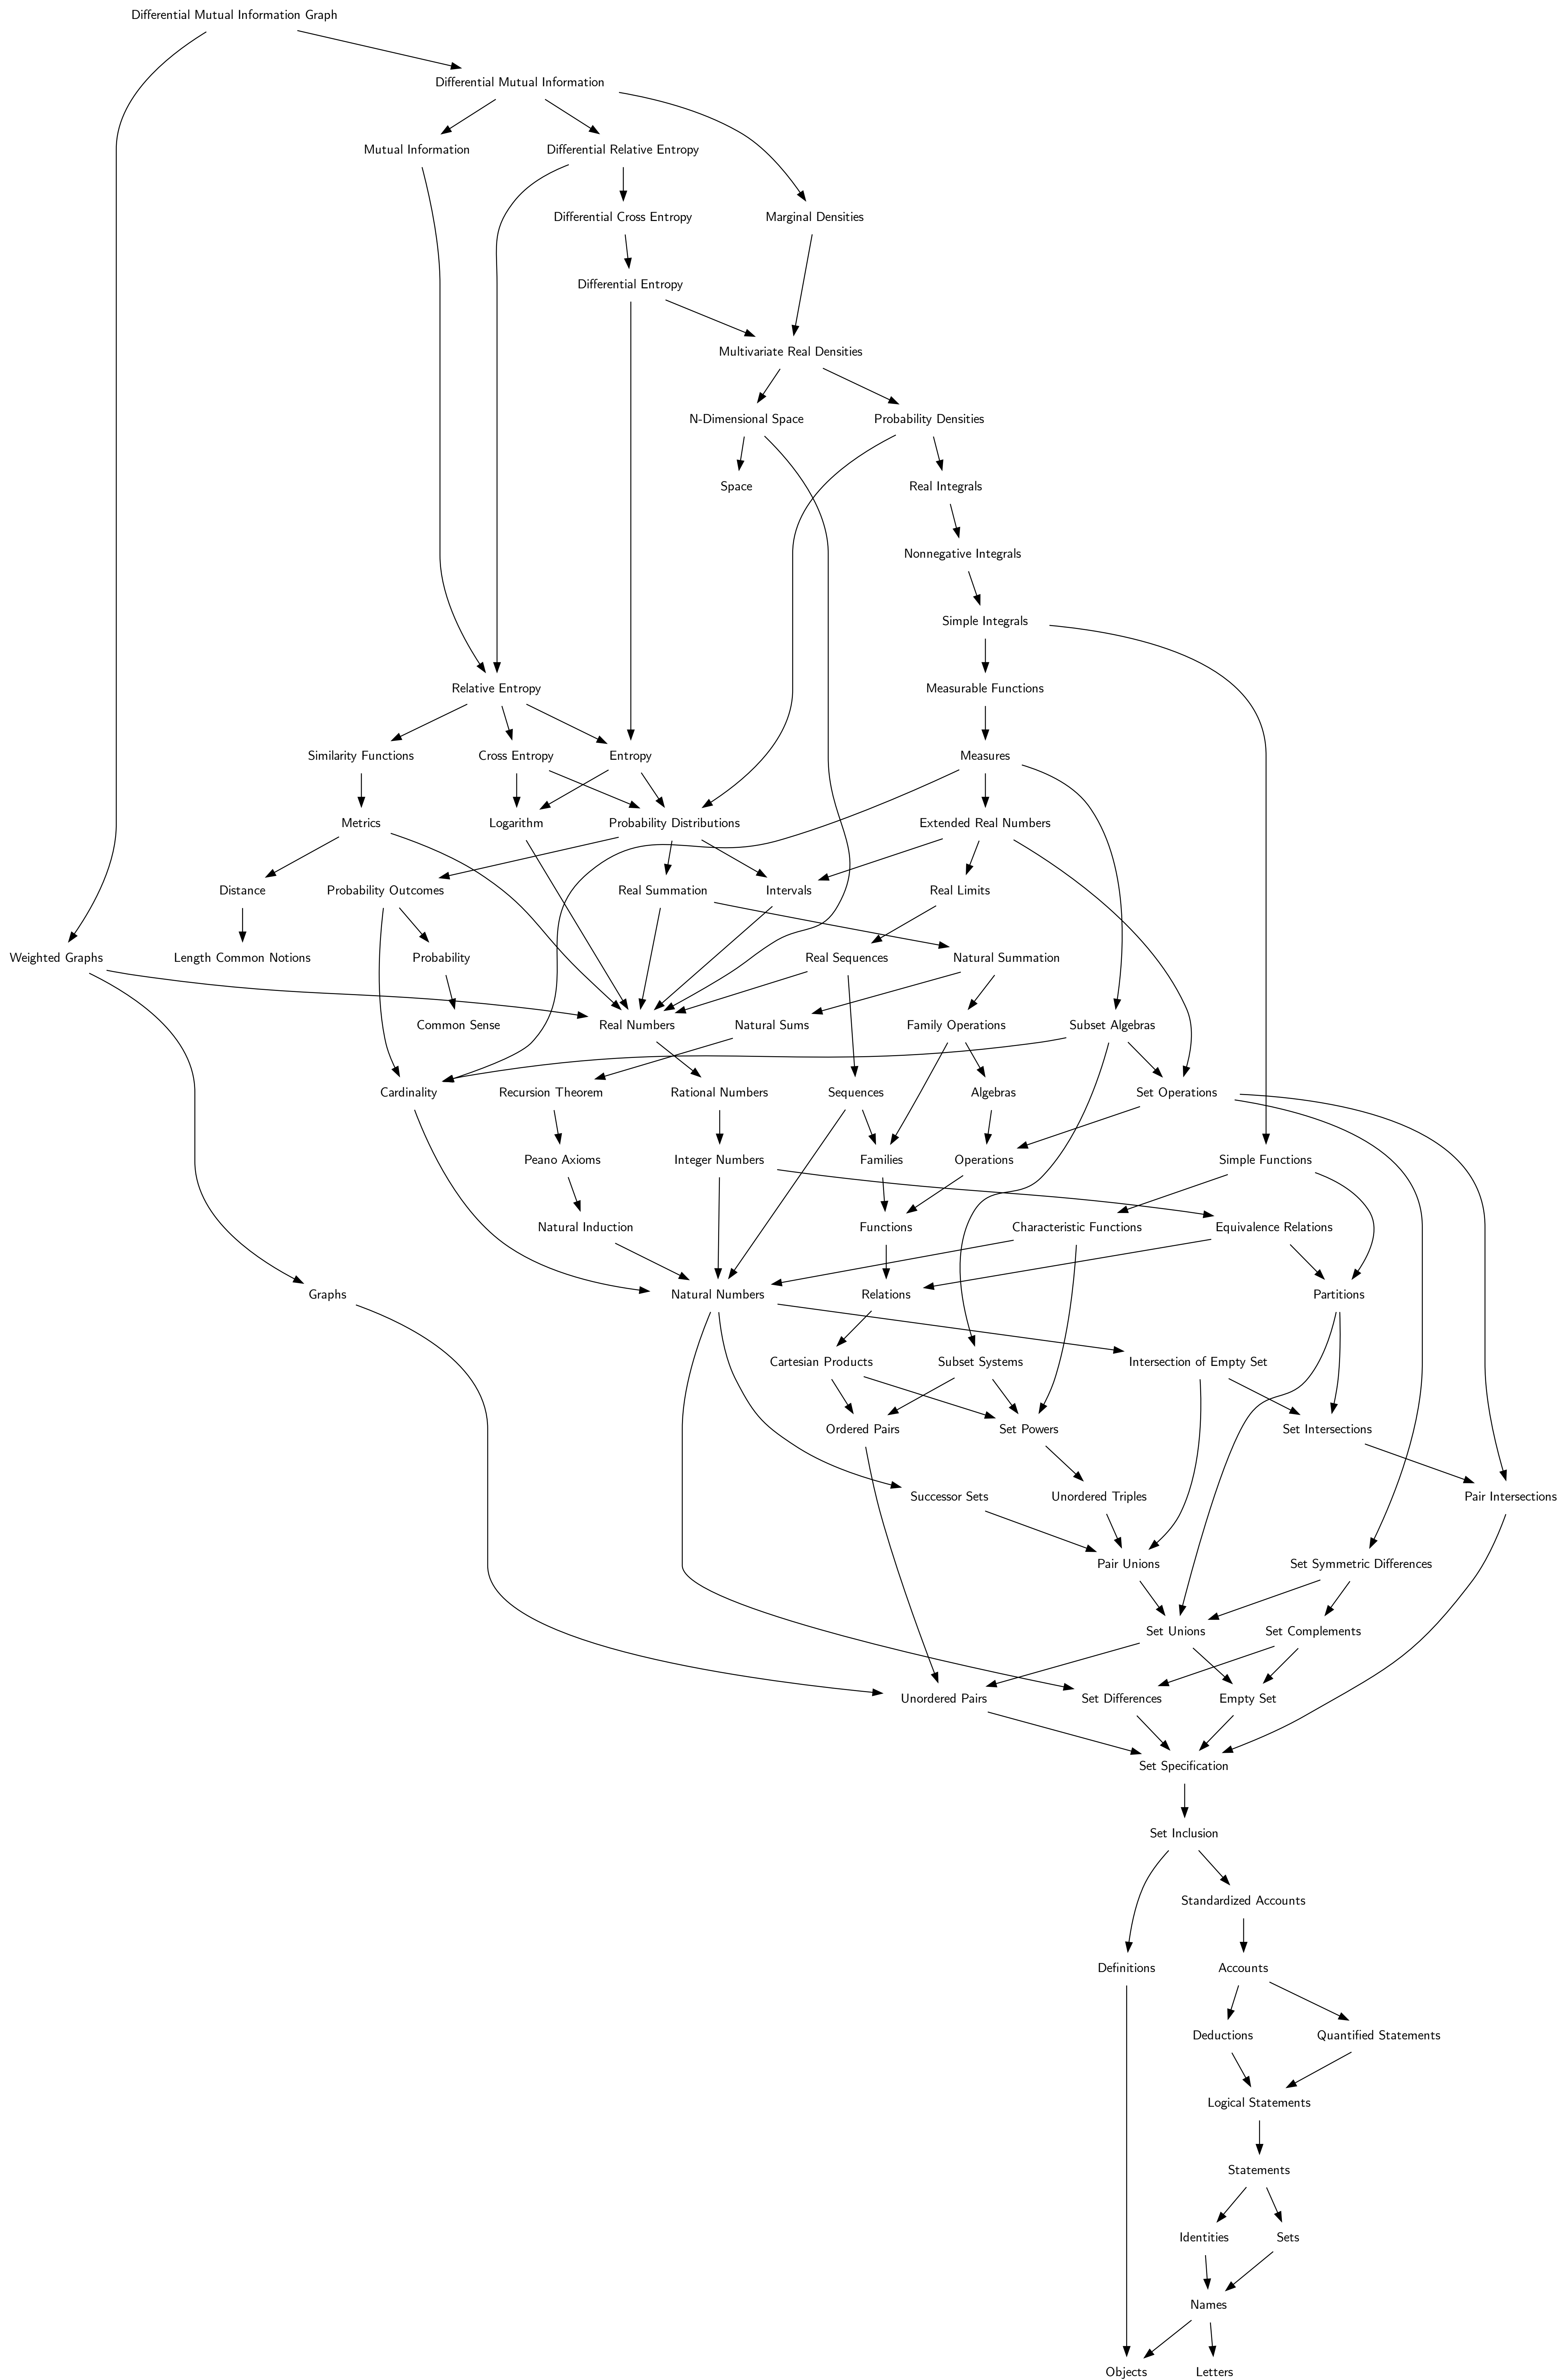 Differential Mutual Information Graph
Differential Mutual Information
Mutual Information
Differential Relative Entropy
Differential Cross Entropy
Marginal Densities
Differential Entropy
Multivariate Real Densities
N-Dimensional Space
Probability Densities
Space
Real Integrals
Nonnegative Integrals
Simple Integrals
Relative Entropy
Measurable Functions
Similarity Functions
Cross Entropy
Entropy
Measures
Metrics
Logarithm
Probability Distributions
Extended Real Numbers
Distance
Probability Outcomes
Real Summation
Intervals
Real Limits
Weighted Graphs
Length Common Notions
Probability
Real Sequences
Natural Summation
Common Sense
Real Numbers
Natural Sums
Family Operations
Subset Algebras
Cardinality
Recursion Theorem
Rational Numbers
Sequences
Algebras
Set Operations
Peano Axioms
Integer Numbers
Families
Operations
Simple Functions
Natural Induction
Functions
Characteristic Functions
Equivalence Relations
Graphs
Natural Numbers
Relations
Partitions
Cartesian Products
Subset Systems
Intersection of Empty Set
Ordered Pairs
Set Powers
Set Intersections
Successor Sets
Unordered Triples
Pair Intersections
Pair Unions
Set Symmetric Differences
Set Unions
Set Complements
Unordered Pairs
Set Differences
Empty Set
Set Specification
Set Inclusion
Standardized Accounts
Definitions
Accounts
Deductions
Quantified Statements
Logical Statements
Statements
Identities
Sets
Names
Objects
Letters